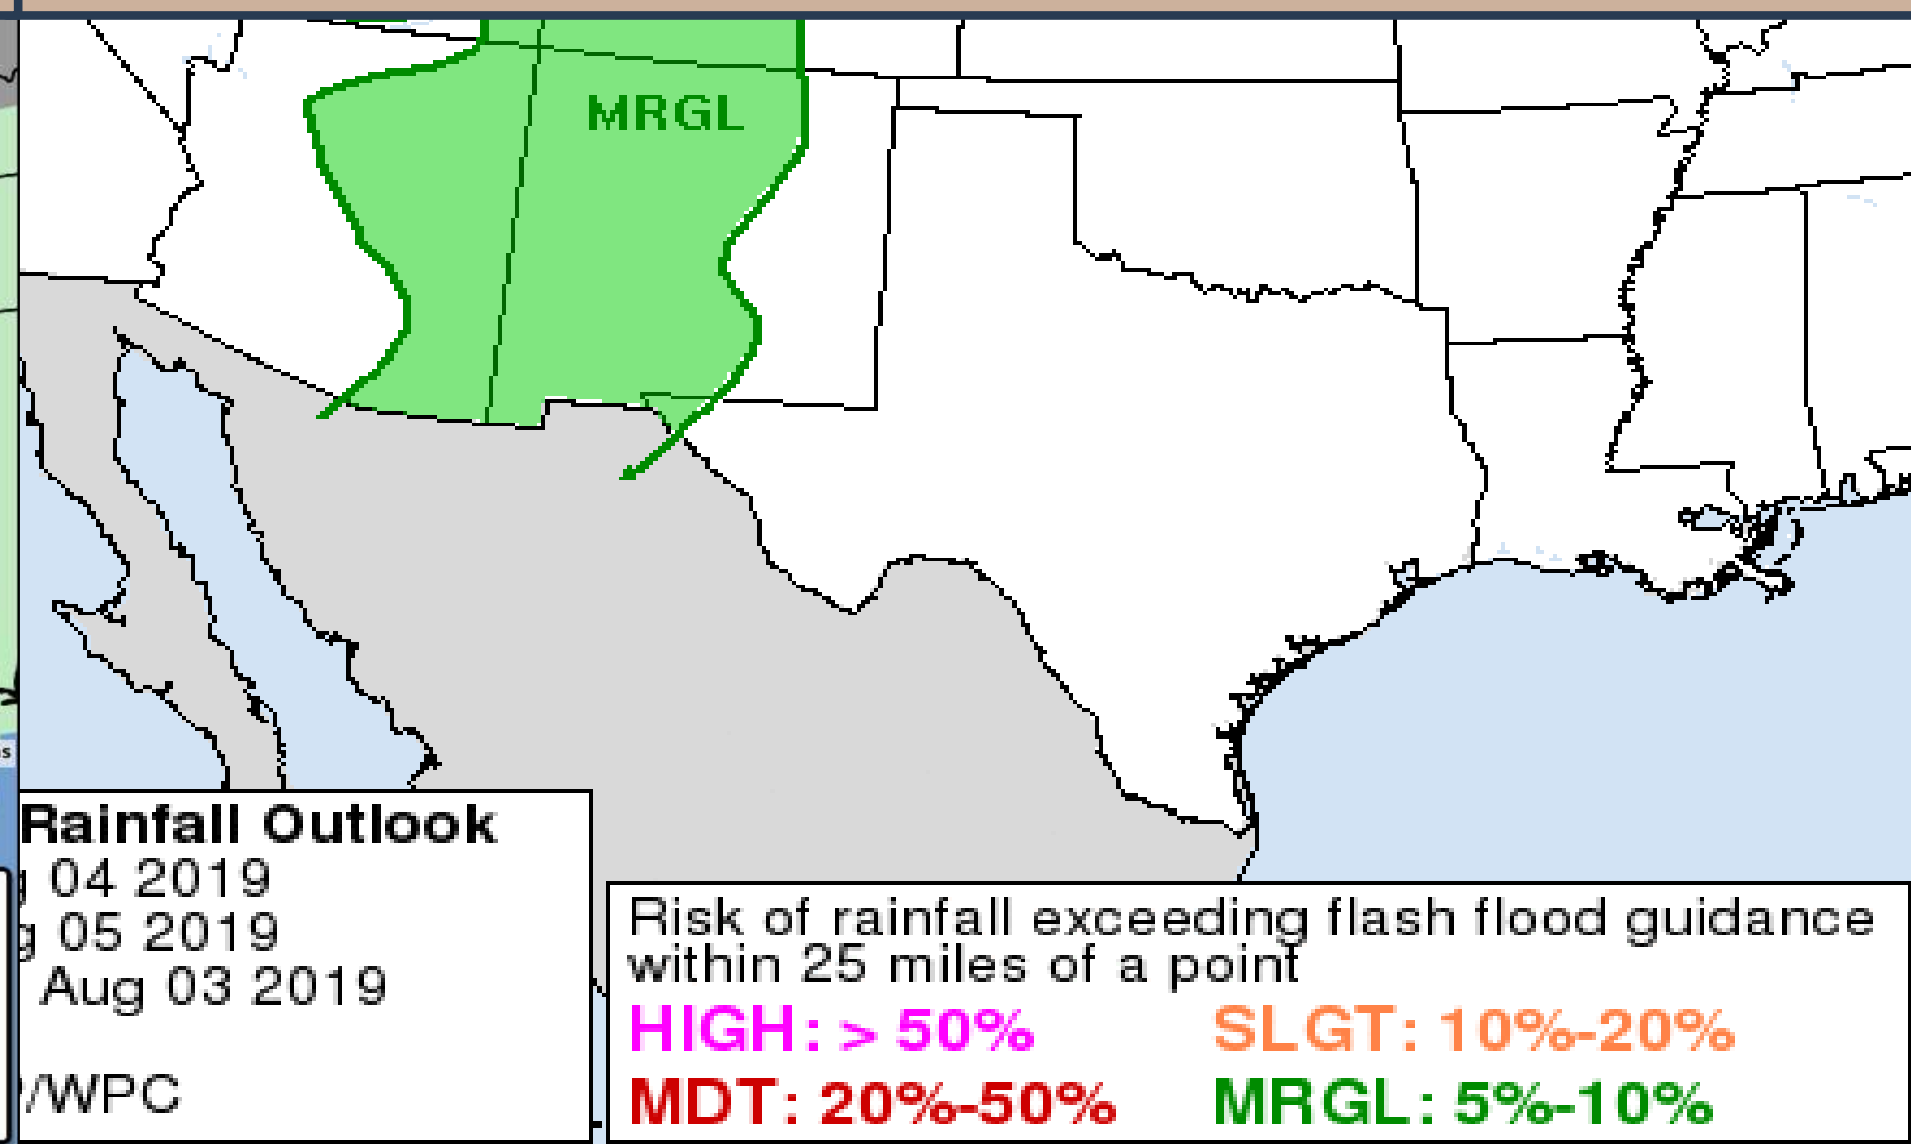 MRGL
Rainfall Outlook
04 2019
05 2019
Aug 03 2019
/WPC
Risk of rainfall exceeding flash flood guidance
within 25 miles of a point
HIGH: > 50%
SLGT: 10%-20%
MDT: 20%-50%
MRGL: 5%-10%